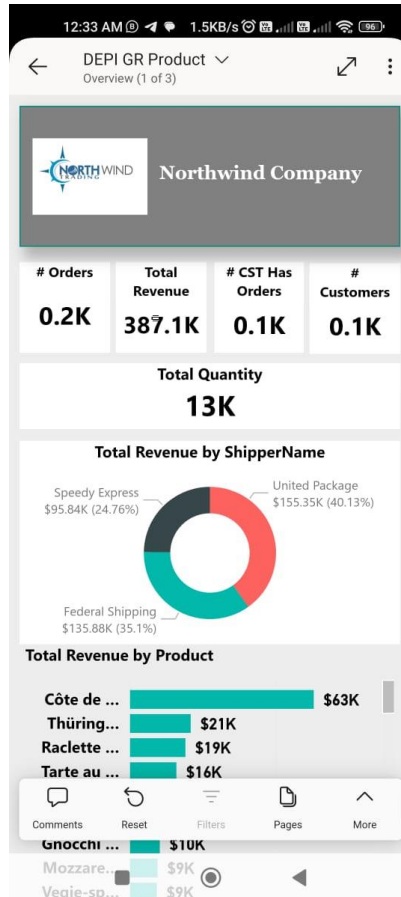 12:33 AM 1.5KB/s 96
DEPI GR Product
Overview (1 of 3)
NORTHWIND
TRADING
Northwind Company
# Orders
0.2K
Total
Revenue
387.1K
# CST Has
Orders
0.1K
#
Customers
0.1K
Total Quantity
13K
Total Revenue by ShipperName
Speedy Express
$95.84K (24.76%)
United Package
$155.35K (40.13%)
Federal Shipping
$135.88K (35.1%)
Total Revenue by Product
Côte de ... $63K
Thüring... $21K
Raclette ... $19K
Tarte au ... $16K
Comments Reset Filters Pages More
Gnocchi ... $10K
Mozzare... $9K
Vegie-sp... $9K